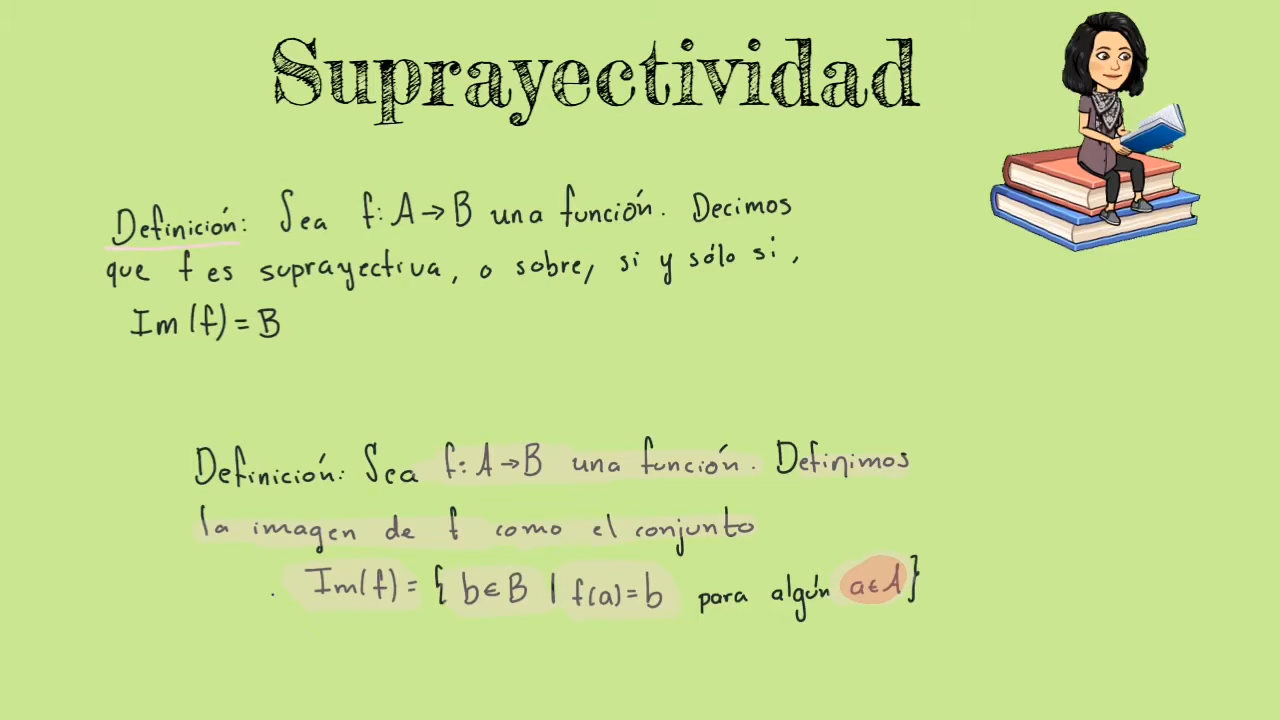 Suprayectividad
Definición: Sea f: A → B una función. Decimos
que f es suprayectiva, o sobre, si y sólo si,
Im(f) = B
Definición: Sea f: A → B una función. Definimos
la imagen de f como el conjunto
Im(f) = { b ∈ B | f(a) = b para algún a ∈ A }